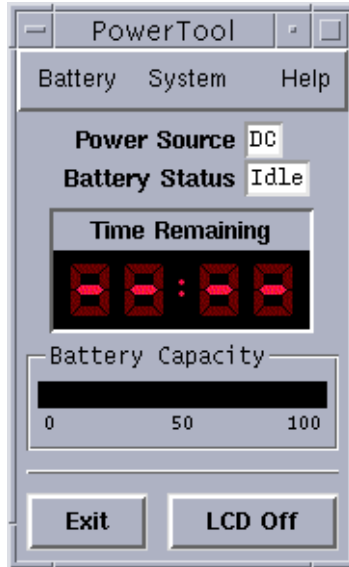 PowerTool
Battery System Help
Power Source DC
Battery Status Idle
Time Remaining
--:--
Battery Capacity
0 50 100
Exit LCD Off